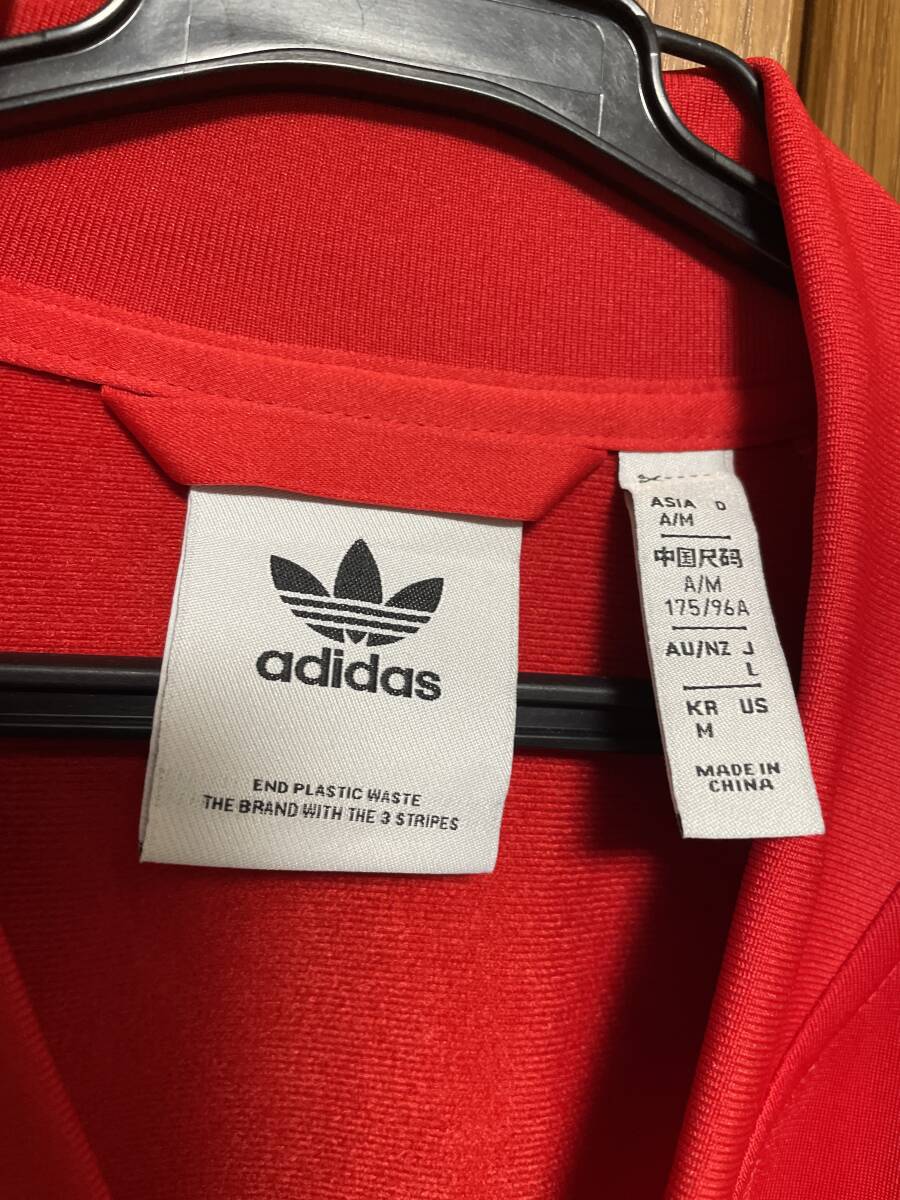 adidas
END PLASTIC WASTE
THE BRAND WITH THE 3 STRIPES
ASIA D
A/M
中国尺码
A/M
175/96A
AU/NZ J
L
KR US
M
MADE IN
CHINA